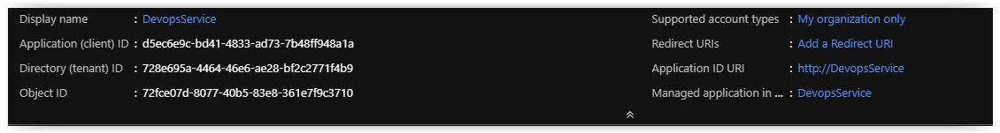 Display name : DevopsService
Application (client) ID : d5ec6e9c-bd41-4833-ad73-7b48ff948a1a
Directory (tenant) ID : 728e695a-4464-46e6-ae28-bf2c2771f4b9
Object ID : 72fce07d-8077-40b5-83e8-361e7f9c3710
Supported account types : My organization only
Redirect URIs : Add a Redirect URI
Application ID URI : http://DevopsService
Managed application in ... : DevopsService